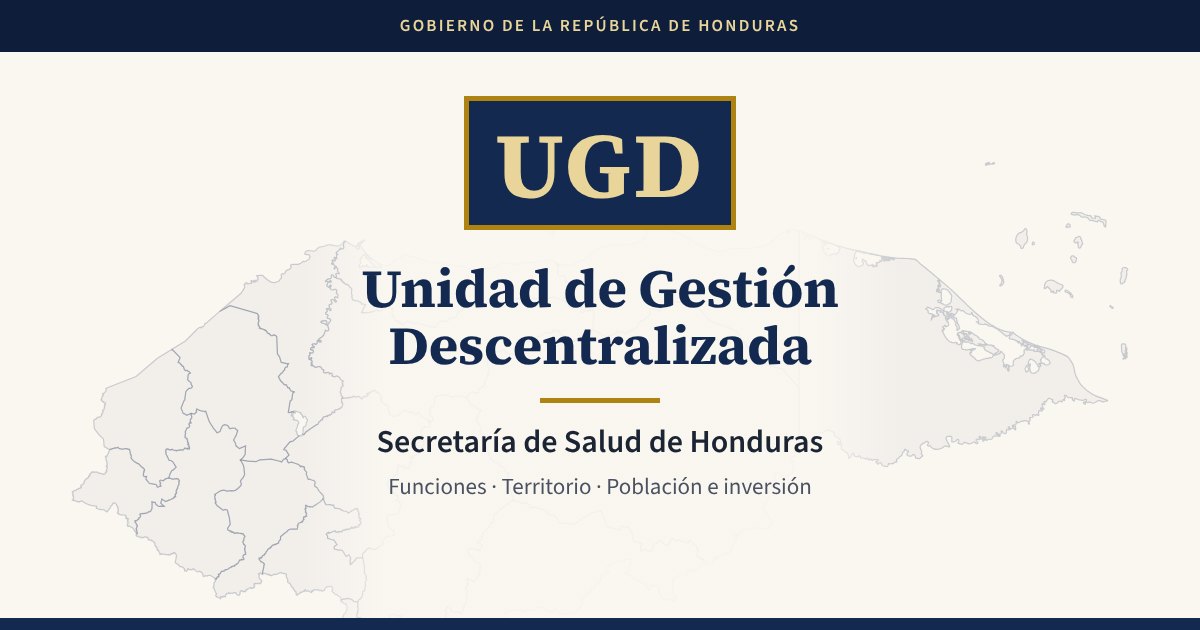 GOBIERNO DE LA REPÚBLICA DE HONDURAS
UGD
Unidad de Gestión
Descentralizada
Secretaría de Salud de Honduras
Funciones · Territorio · Población e inversión